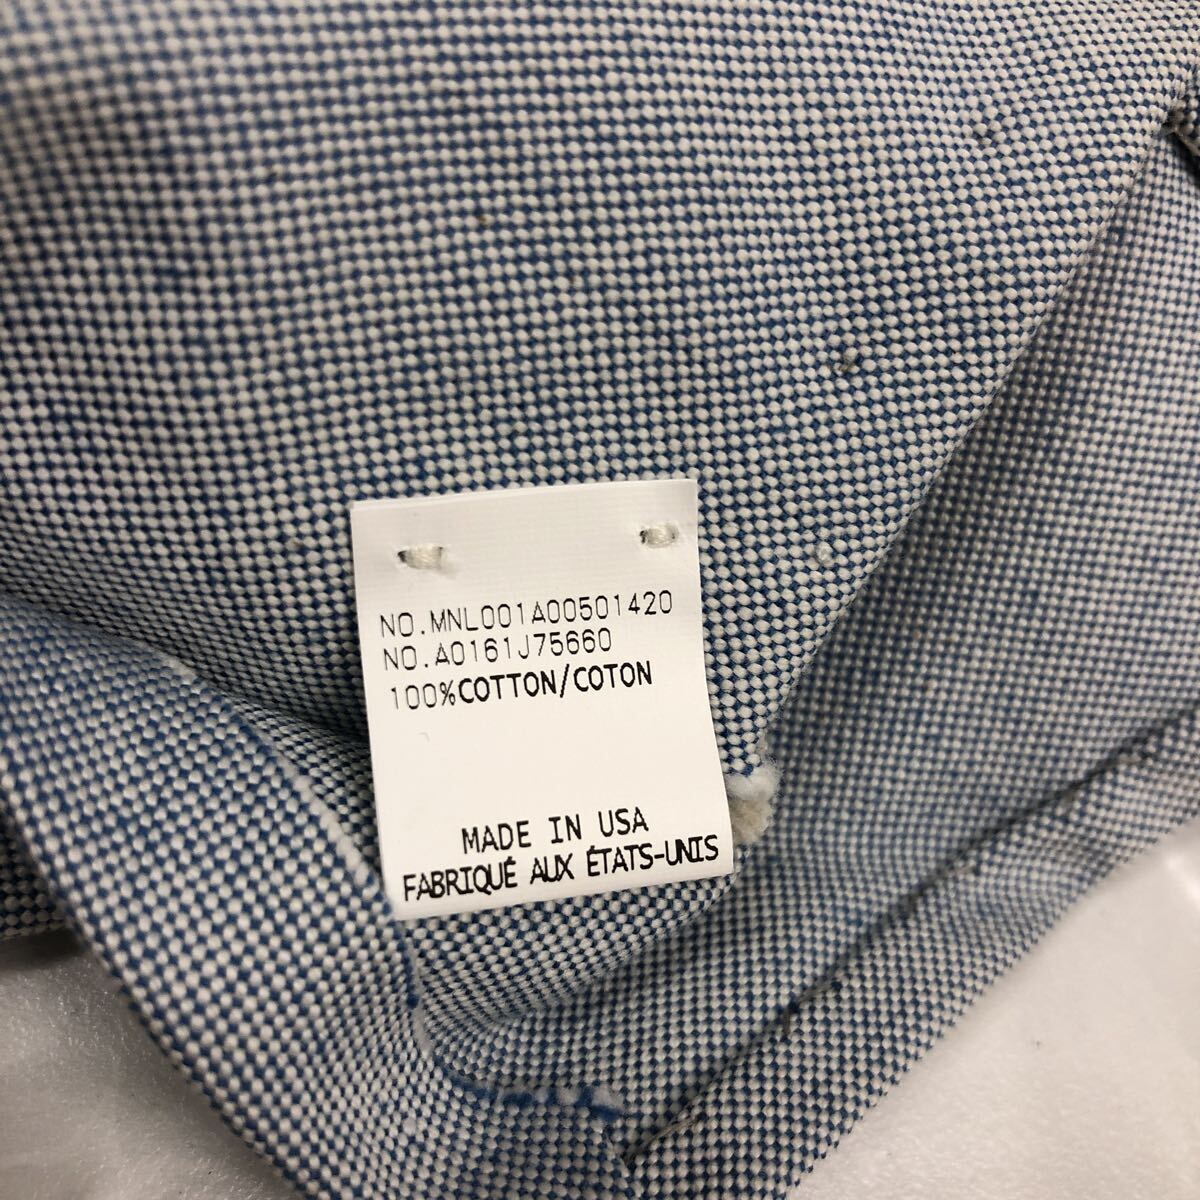 NO.MNL001A00501420
NO.A0161J75660
100%COTTON/COTON
MADE IN USA
FABRIQUÉ AUX ÉTATS-UNIS